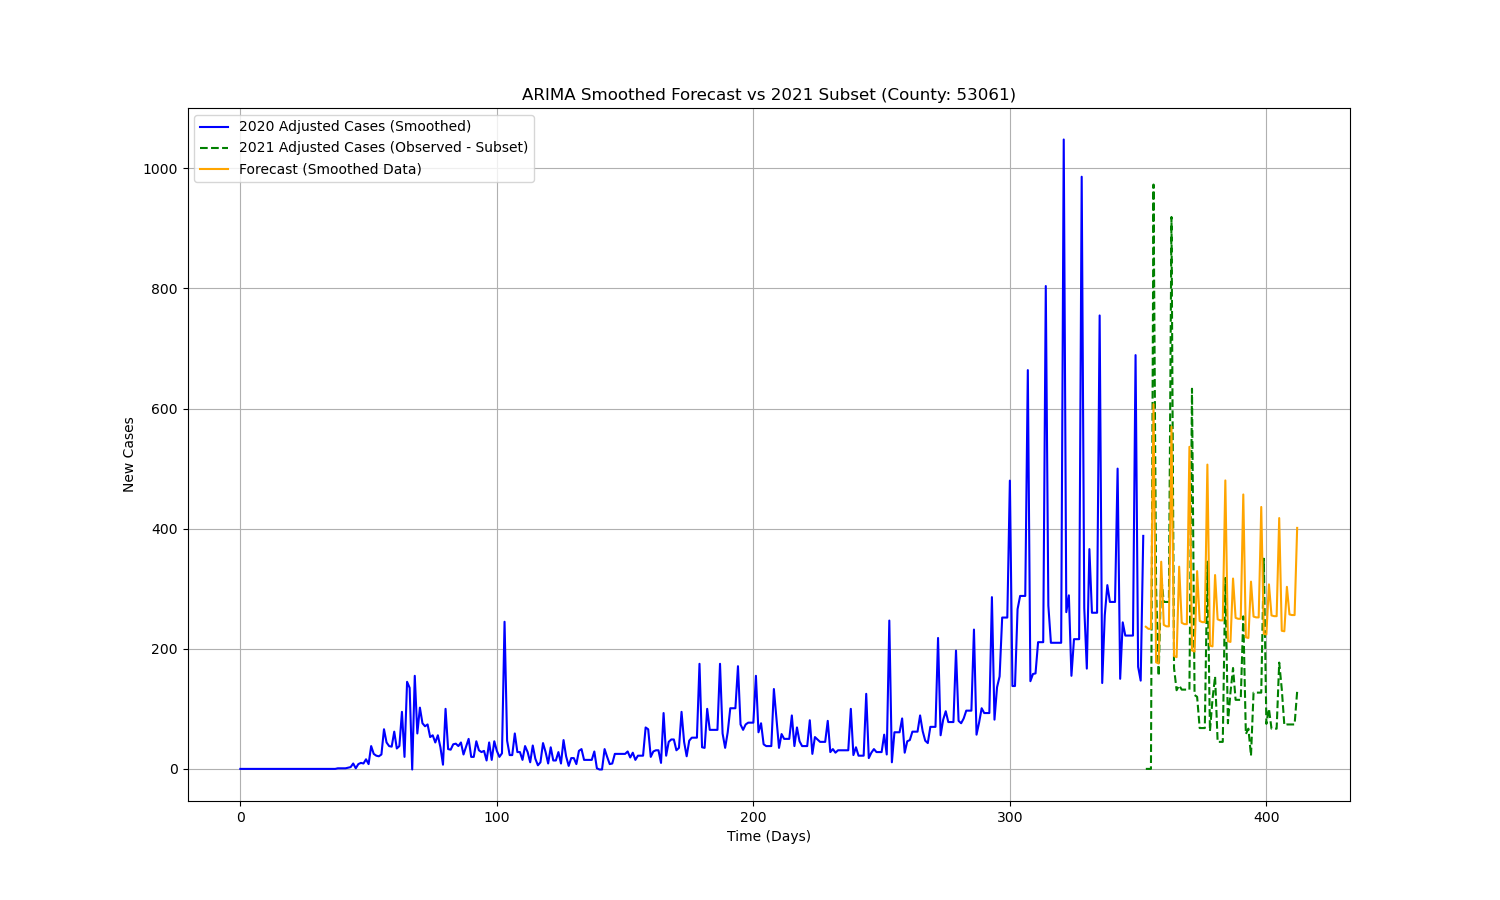 ARIMA Smoothed Forecast vs 2021 Subset (County: 53061)
2020 Adjusted Cases (Smoothed)
2021 Adjusted Cases (Observed - Subset)
Forecast (Smoothed Data)
1000
800
600
400
200
0
New Cases
0 100 200 300 400
Time (Days)